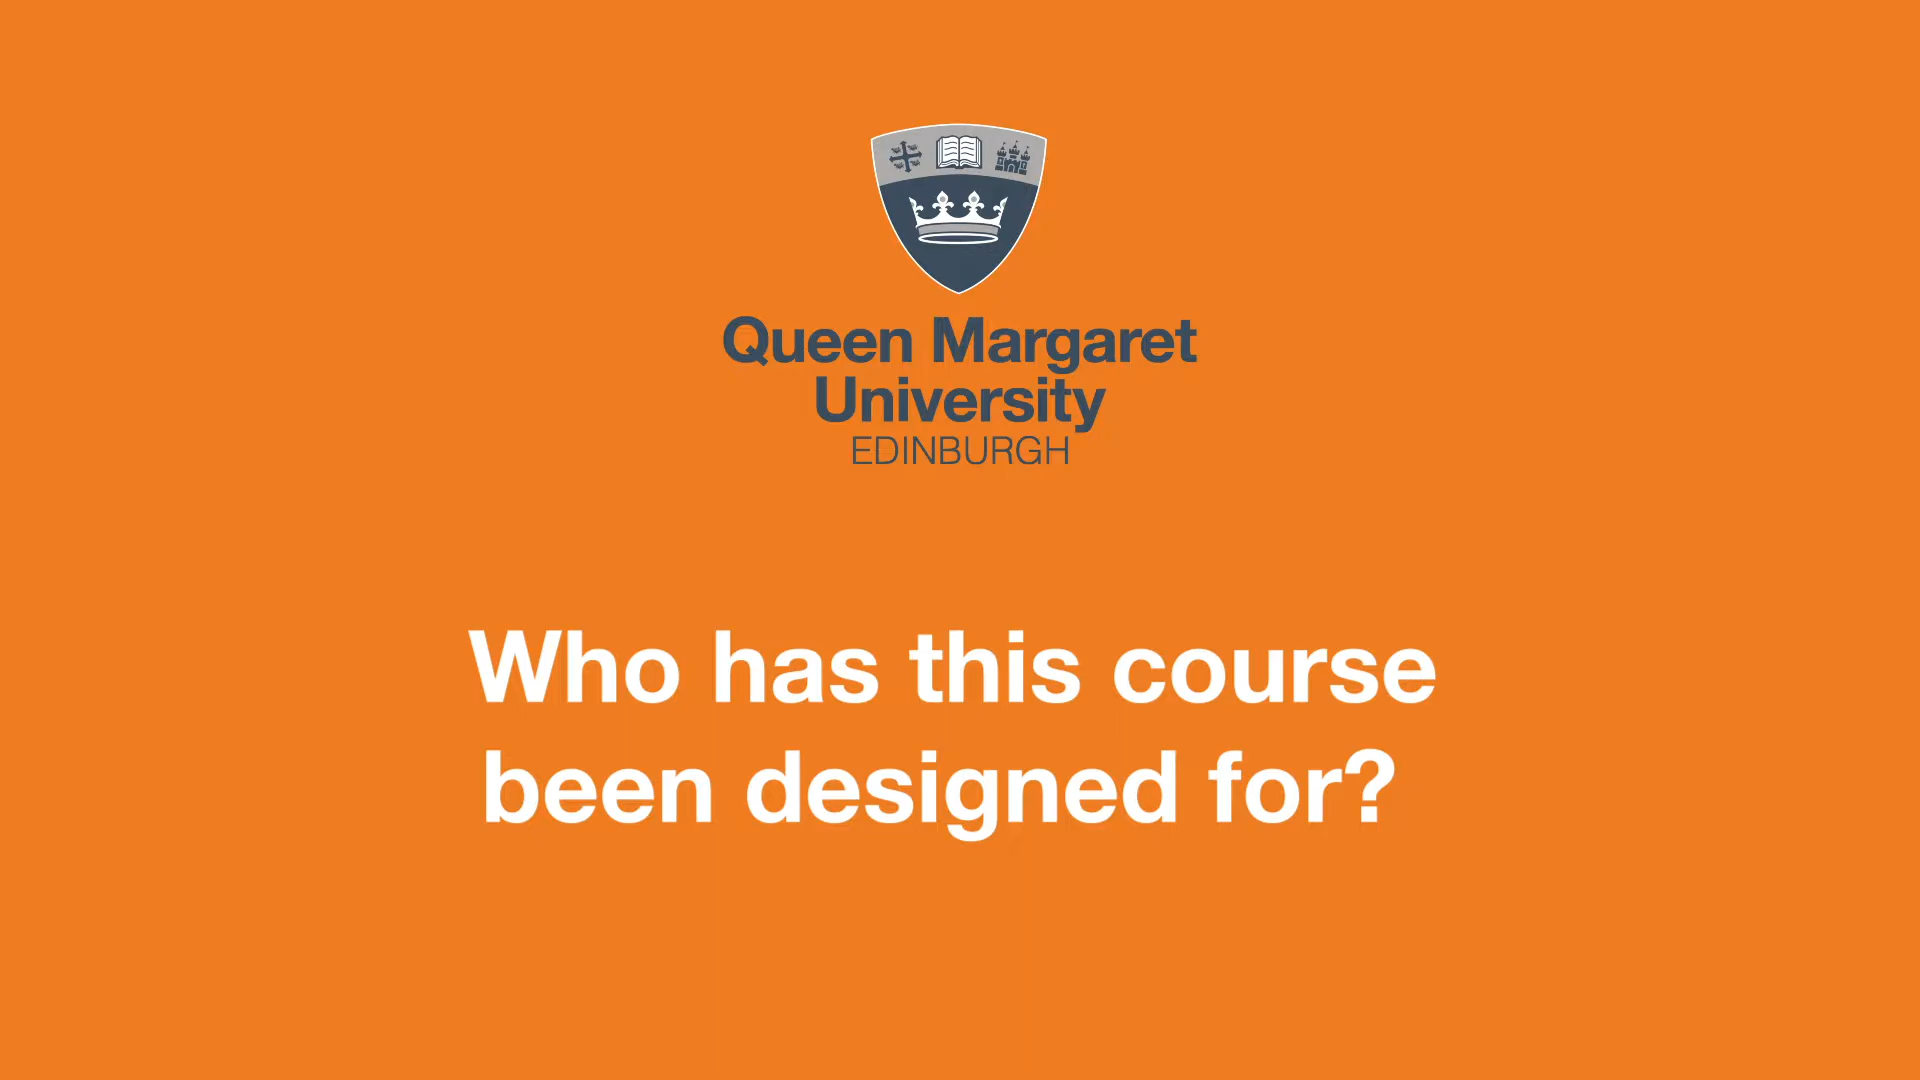 Queen Margaret
University
EDINBURGH
Who has this course
been designed for?